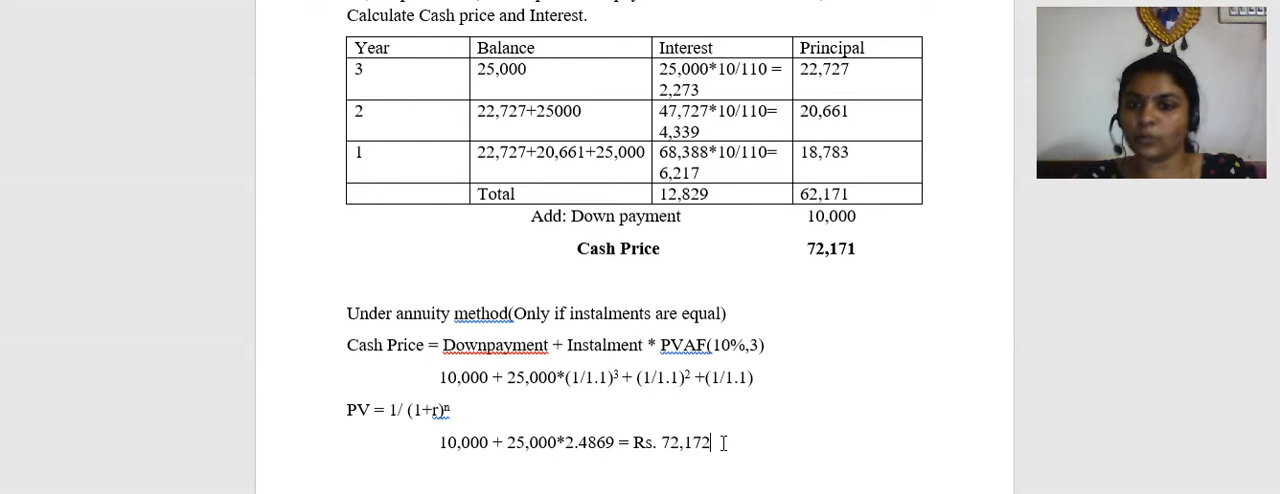 Calculate Cash price and Interest.
Year Balance Interest Principal
3 25,000 25,000*10/110 = 22,727
2,273
2 22,727+25000 47,727*10/110= 20,661
4,339
1 22,727+20,661+25,000 68,388*10/110= 18,783
6,217
Total 12,829 62,171
Add: Down payment 10,000
Cash Price 72,171
Under annuity method(Only if instalments are equal)
Cash Price = Downpayment + Instalment * PVAF(10%,3)
10,000 + 25,000*(1/1.1)³ + (1/1.1)² +(1/1.1)
PV = 1/ (1+r)ⁿ
10,000 + 25,000*2.4869 = Rs. 72,172